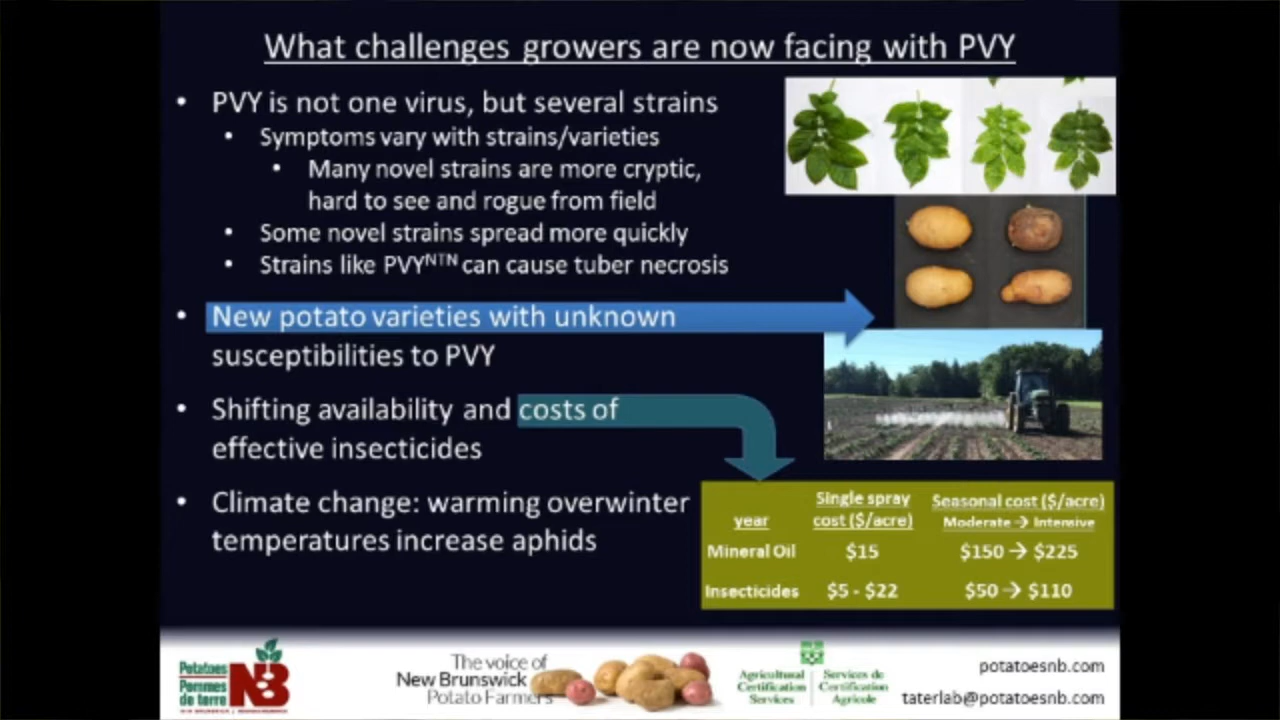 What challenges growers are now facing with PVY
• PVY is not one virus, but several strains
• Symptoms vary with strains/varieties
• Many novel strains are more cryptic,
hard to see and rogue from field
• Some novel strains spread more quickly
• Strains like PVYᴺᵀᴺ can cause tuber necrosis
• New potato varieties with unknown
susceptibilities to PVY
• Shifting availability and costs of
effective insecticides
• Climate change: warming overwinter
temperatures increase aphids
year Single spray cost ($/acre) Seasonal cost ($/acre) Moderate → Intensive
Mineral Oil $15 $150 → $225
Insecticides $5 - $22 $50 → $110
Potatoes
Pommes
de terre
NB
The voice of
New Brunswick
Potato Farmers
Agricultural
Certification
Services
Services de
Certification
Agricole
potatoesnb.com
taterlab@potatoesnb.com